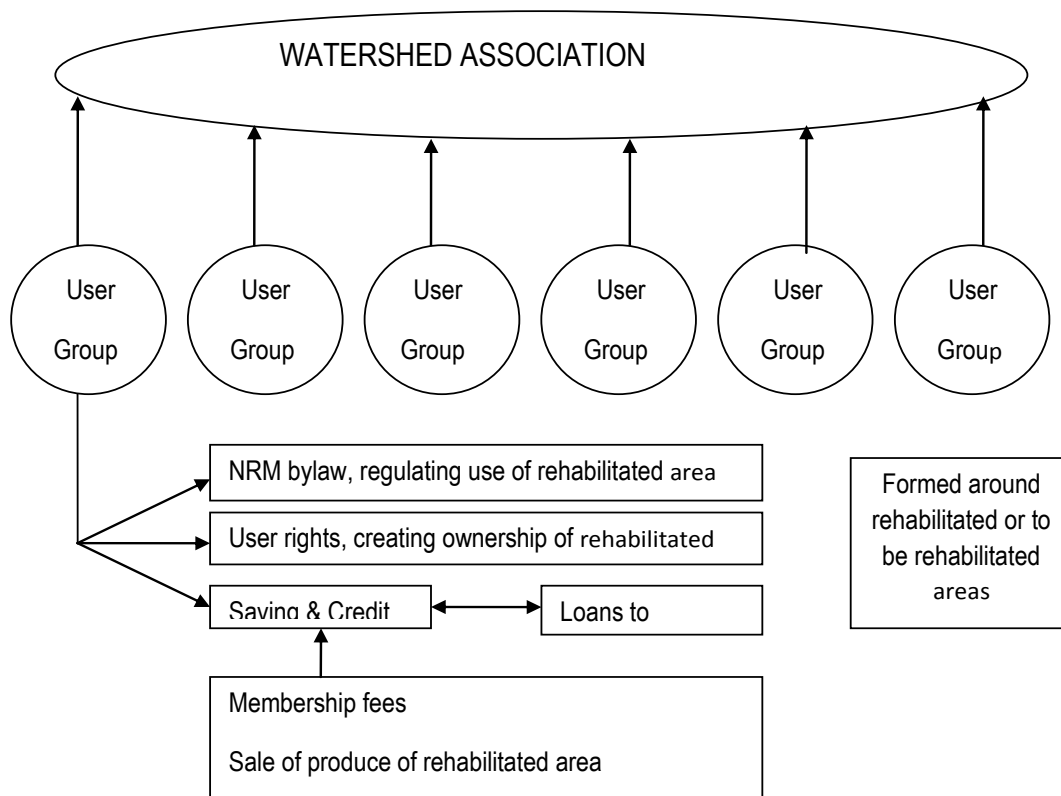 WATERSHED ASSOCIATION
User
Group
User
Group
User
Group
User
Group
User
Group
User
Group
NRM bylaw, regulating use of rehabilitated area
User rights, creating ownership of rehabilitated
Saving & Credit
Loans to
Membership fees
Sale of produce of rehabilitated area
Formed around
rehabilitated or to
be rehabilitated
areas